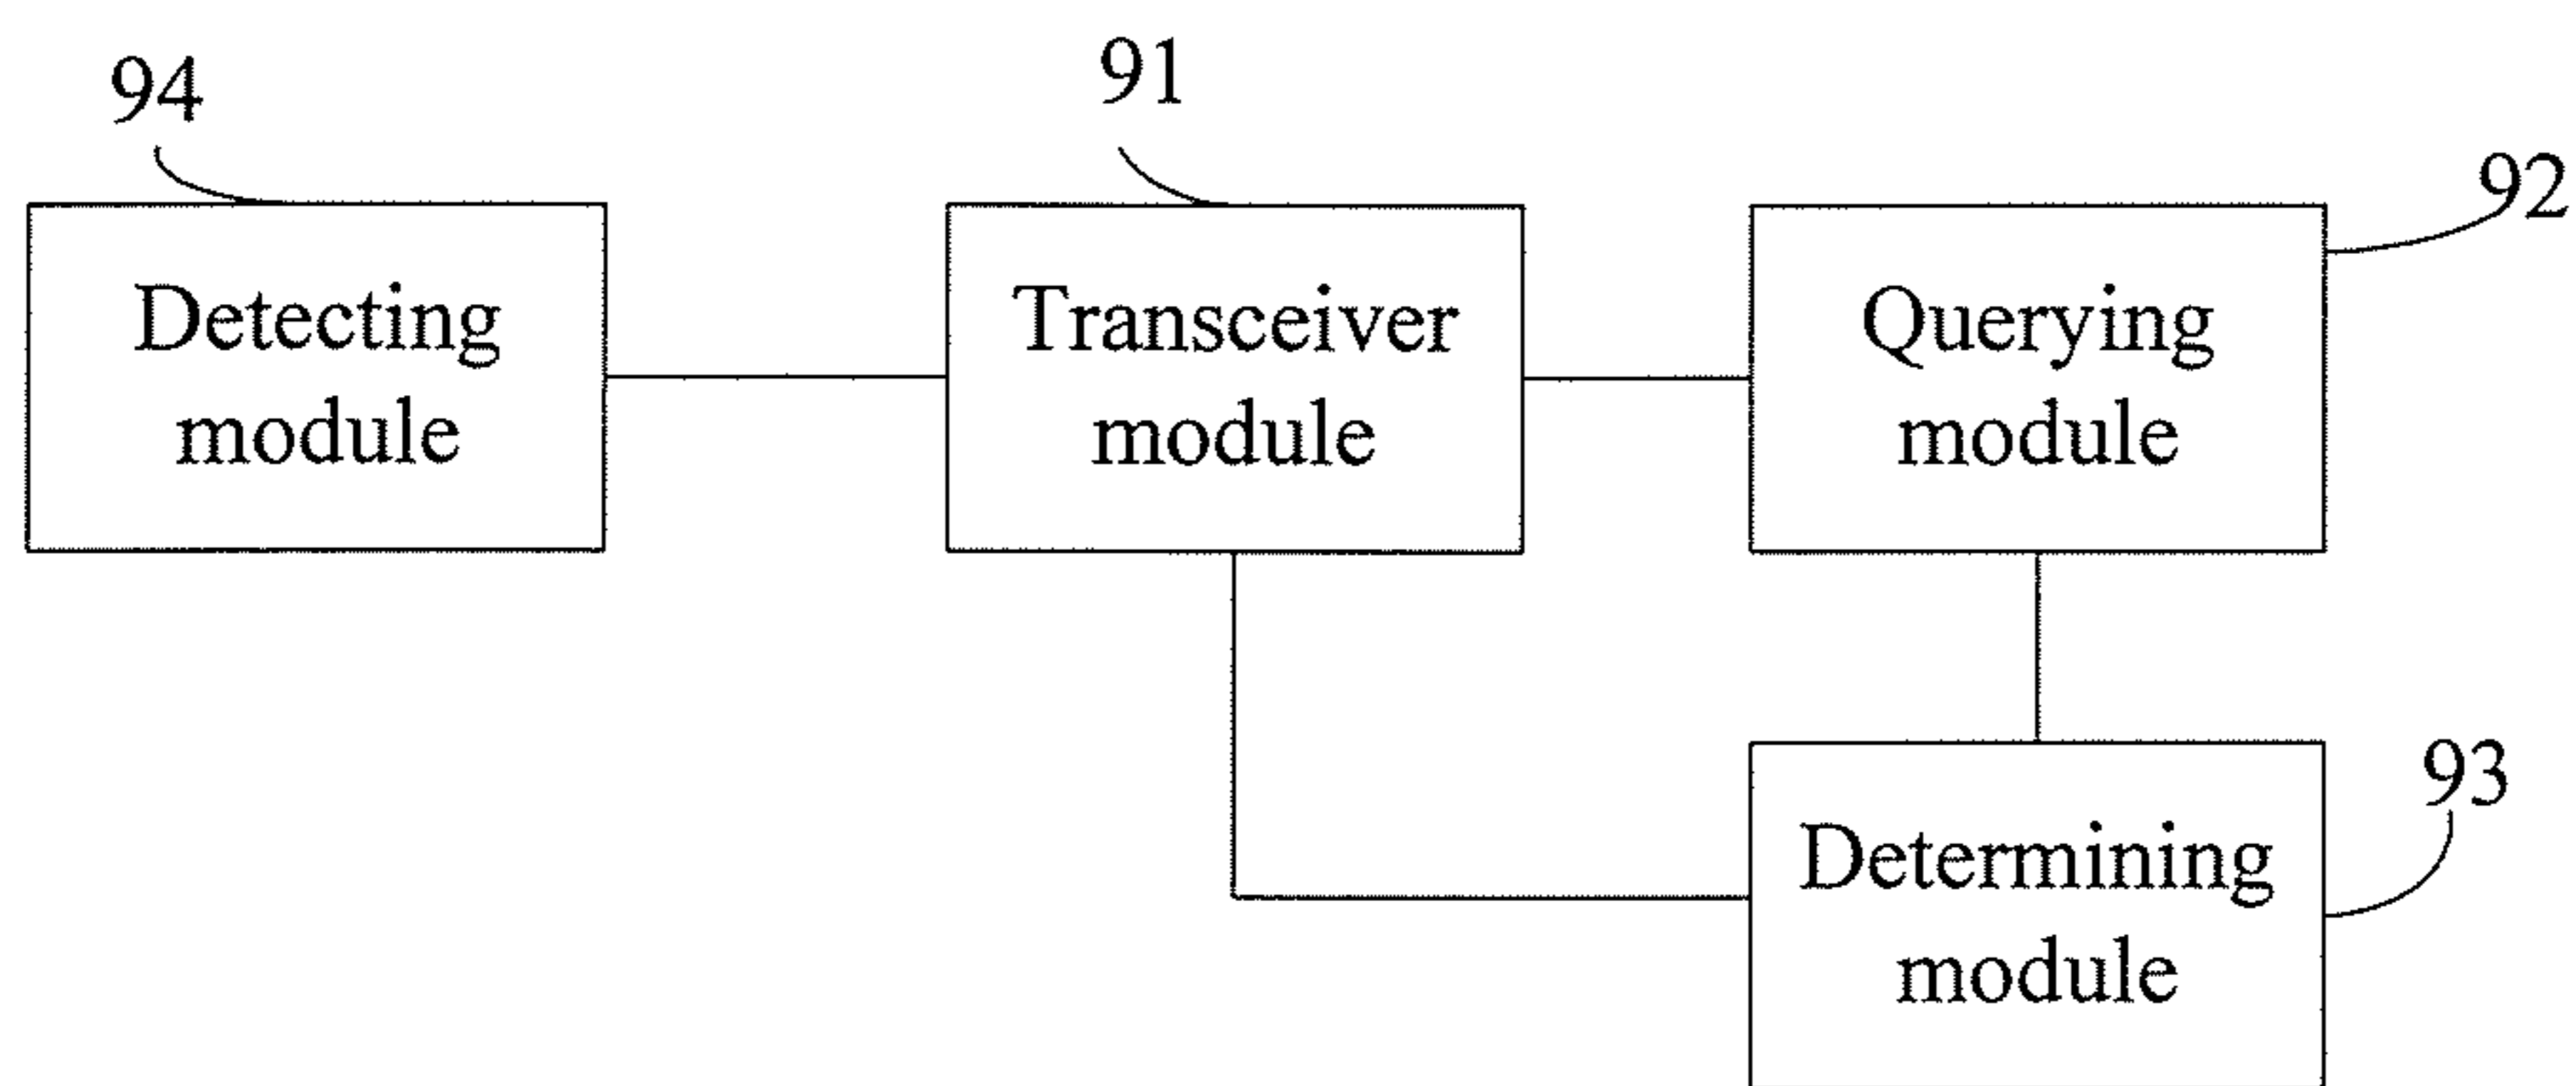 94
91
92
Detecting
module
Transceiver
module
Querying
module
93
Determining
module